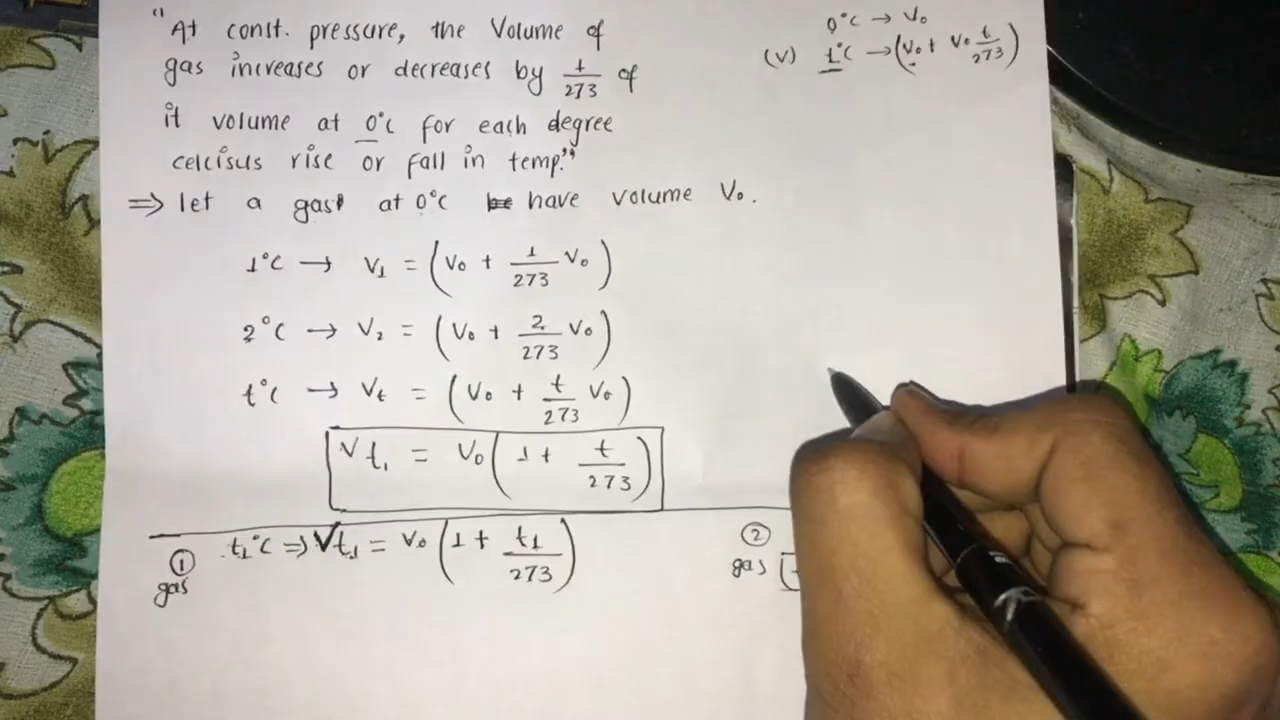 "At const. pressure, the Volume of
gas increases or decreases by 1/273 of
it volume at 0°C for each degree
celcisus rise or fall in temp."
0°C → V₀
(V) 1°C → (V₀ + V₀ t/273)
⇒ let a gas at 0°C have volume V₀.
1°C → V₁ = (V₀ + 1/273 V₀)
2°C → V₂ = (V₀ + 2/273 V₀)
t°C → Vt = (V₀ + t/273 V₀)
Vt₁ = V₀(1 + t/273)
① gas t₁°C ⇒ Vt₁ = V₀(1 + t₁/273)
② gas